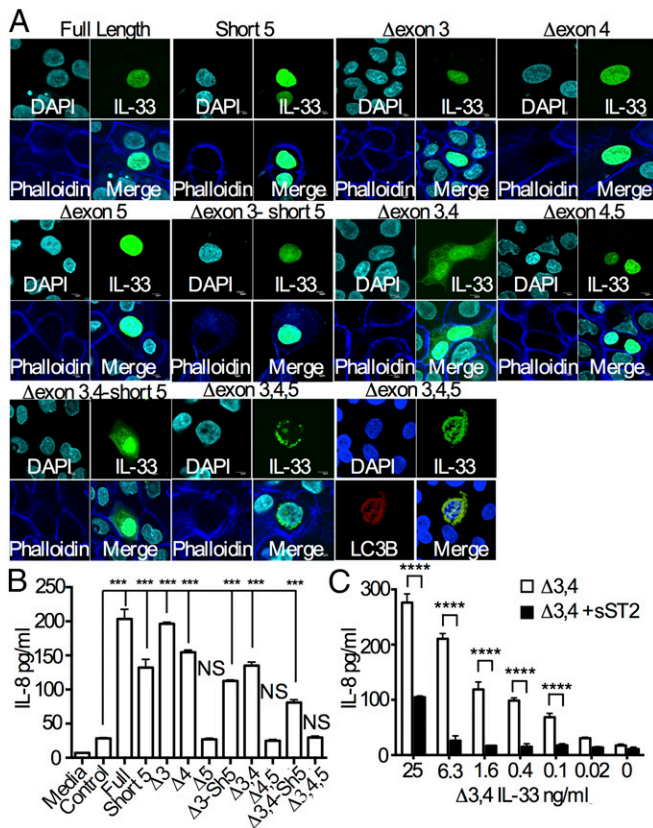 A
Full Length Short 5 Δexon 3 Δexon 4
DAPI IL-33 DAPI IL-33 DAPI IL-33 DAPI IL-33
Phalloidin Merge Phalloidin Merge Phalloidin Merge Phalloidin Merge
Δexon 5 Δexon 3- short 5 Δexon 3,4 Δexon 4,5
DAPI IL-33 DAPI IL-33 DAPI IL-33 DAPI IL-33
Phalloidin Merge Phalloidin Merge Phalloidin Merge Phalloidin Merge
Δexon 3,4-short 5 Δexon 3,4,5 Δexon 3,4,5
DAPI IL-33 DAPI IL-33 DAPI IL-33
Phalloidin Merge Phalloidin Merge LC3B Merge
B
IL-8 pg/ml
250
200
150
100
50
0
*** *** *** *** *** *** ***
NS NS NS
Media Control Full Short 5 Δ3 Δ4 Δ5 Δ3-Sh5 Δ3,4 Δ4,5 Δ3,4-Sh5 Δ3,4,5
C
IL-8 pg/ml
300
200
100
0
**** **** **** **** ****
Δ3,4
Δ3,4 +sST2
25 6.3 1.6 0.4 0.1 0.02 0
Δ3,4 IL-33 ng/ml